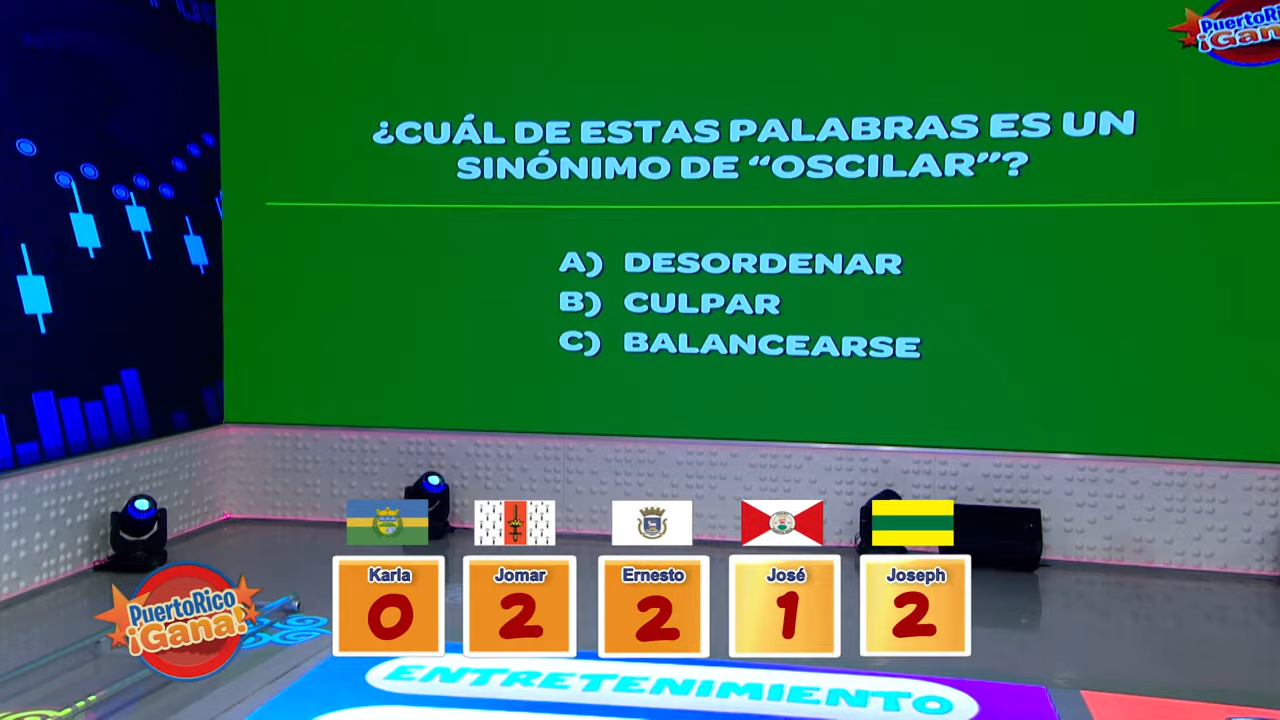 PuertoRico
¡Gan
¿CUÁL DE ESTAS PALABRAS ES UN
SINÓNIMO DE “OSCILAR”?
A) DESORDENAR
B) CULPAR
C) BALANCEARSE
Karla
Jomar
Ernesto
José
Joseph
0
2
2
1
2
PuertoRico
¡Gana!
ENTRETENIMIENTO